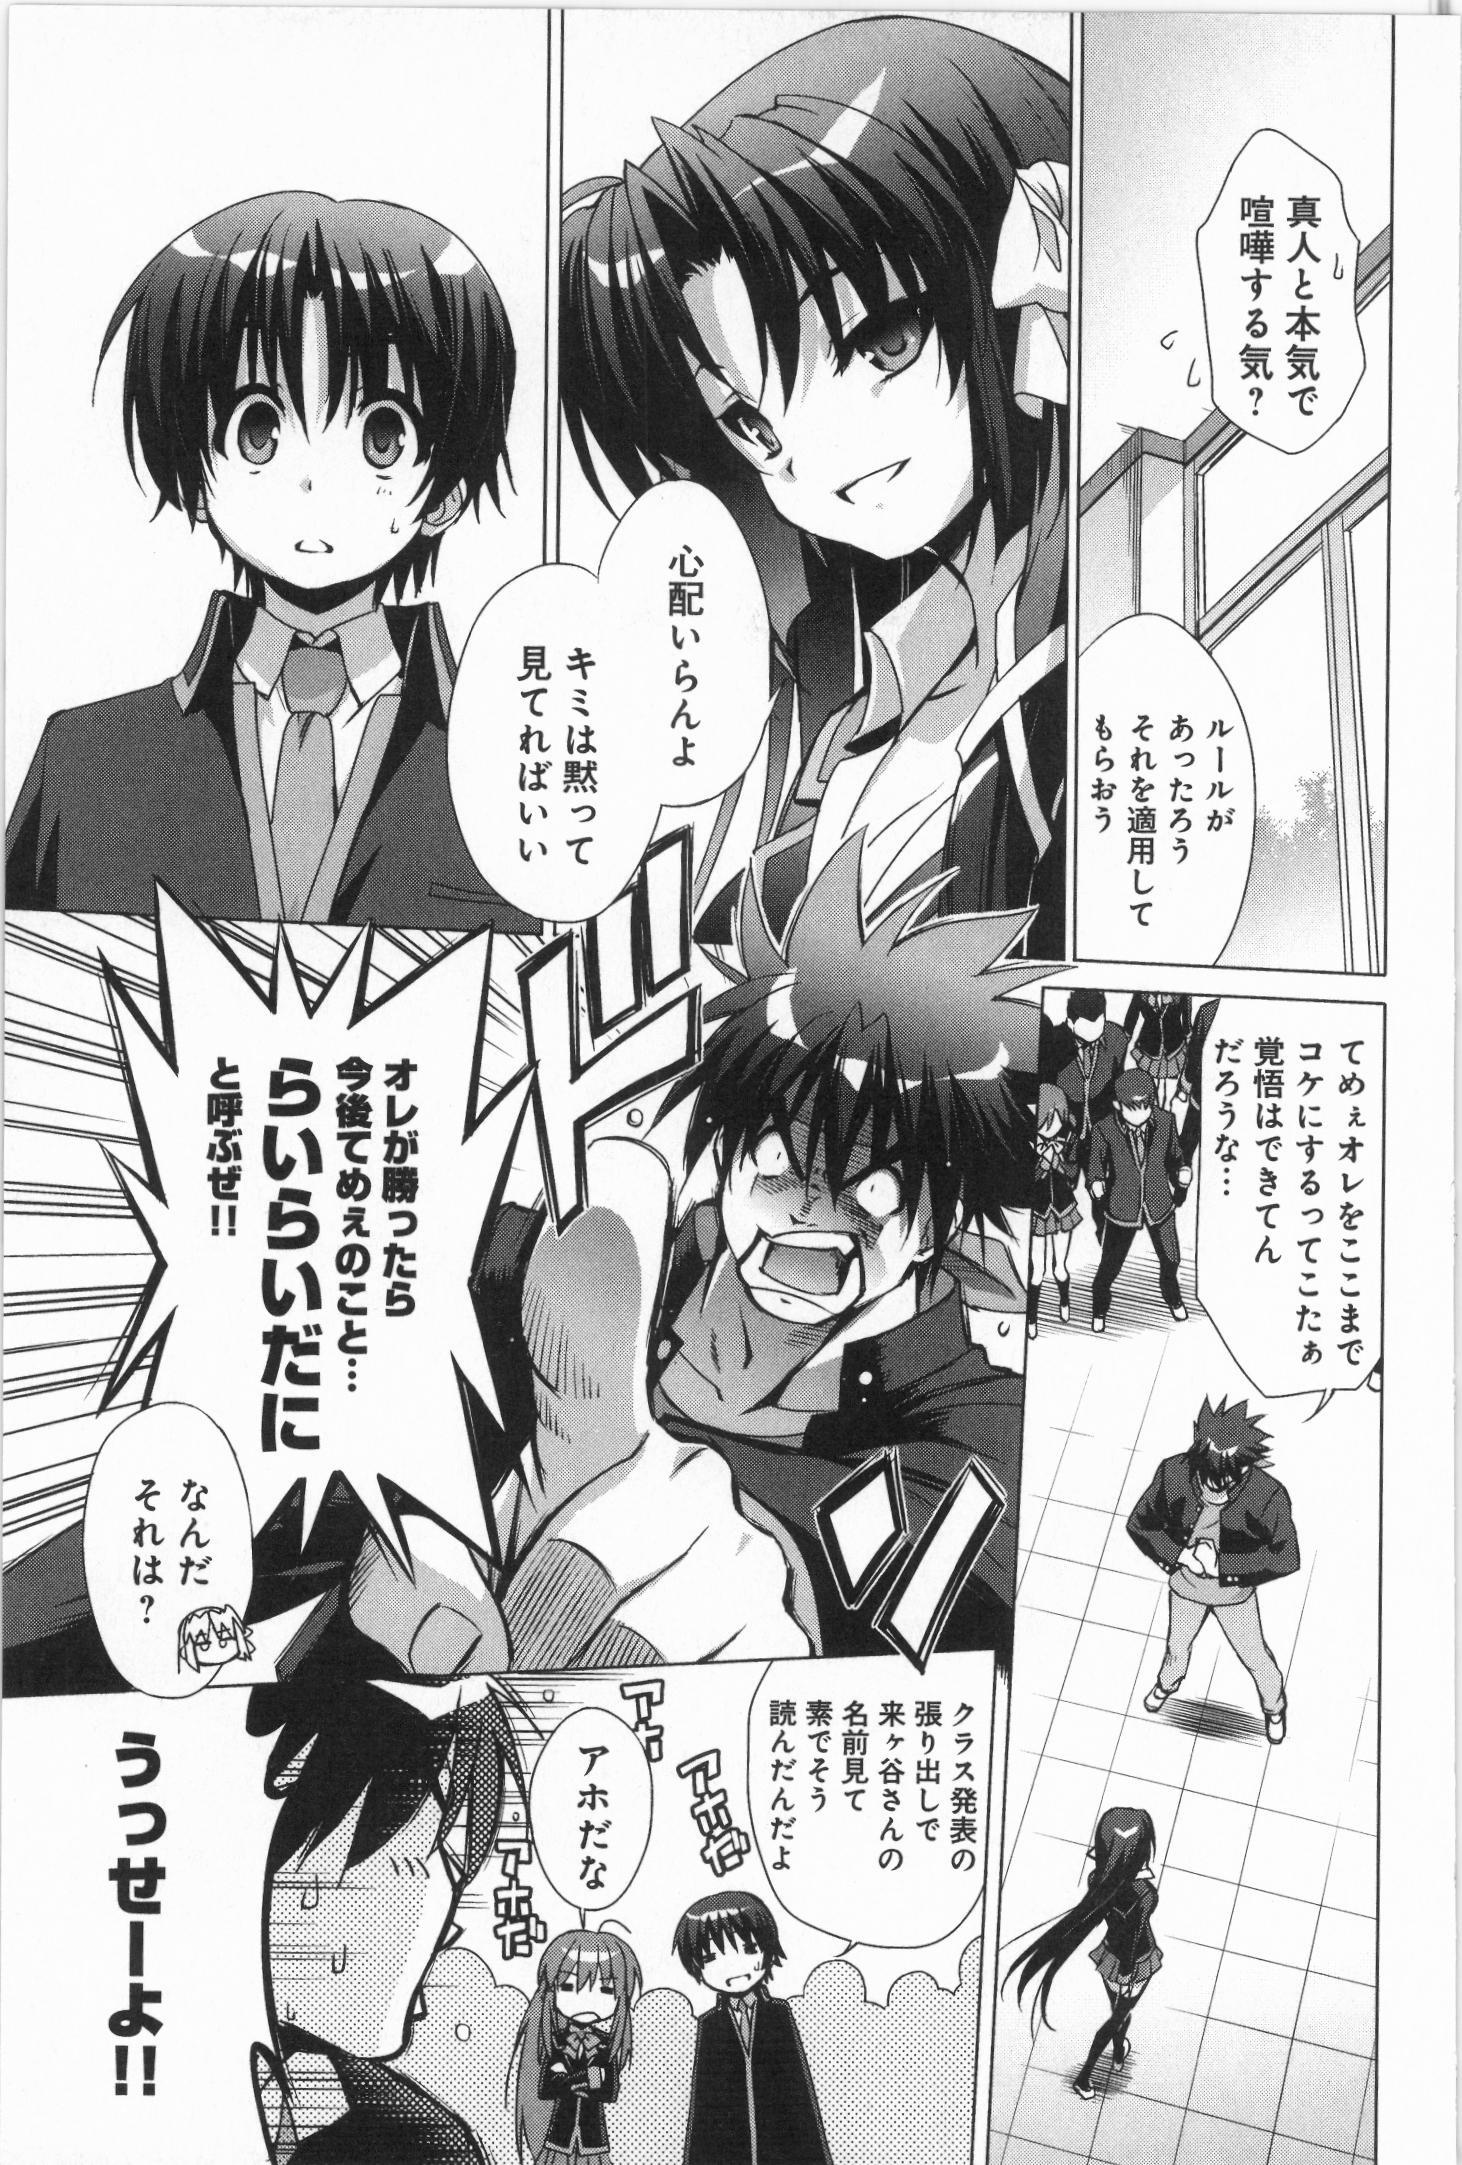 真人と本気で
喧嘩する気？
ルールが
あったろう
それを適用して
もらおう
心配いらんよ
キミは黙って
見てればいい
てめぇオレをここまで
コケにするってこたぁ
覚悟はできてん
だろうな…
ドンッ
オレが勝ったら
今後てめぇのこと…
らいらいだに
と呼ぶぜ!!
なんだ
それは？
クラス発表の
張り出しで
来ヶ谷さんの
名前見て
素でそう
読んだんだよ
アホだな
アホだ
アホだ
アホだ
うっせーよ!!